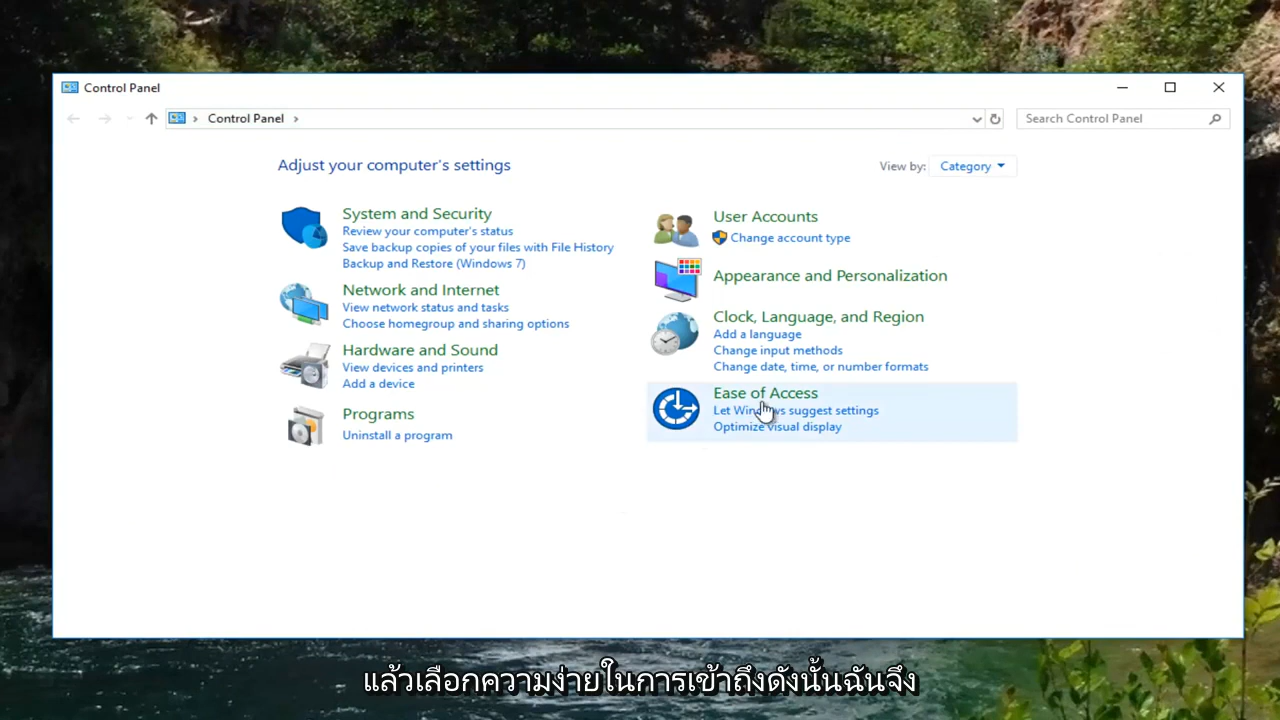 Control Panel
Control Panel
Search Control Panel
Adjust your computer's settings
View by: Category
System and Security
Review your computer's status
Save backup copies of your files with File History
Backup and Restore (Windows 7)
Network and Internet
View network status and tasks
Choose homegroup and sharing options
Hardware and Sound
View devices and printers
Add a device
Programs
Uninstall a program
User Accounts
Change account type
Appearance and Personalization
Clock, Language, and Region
Add a language
Change input methods
Change date, time, or number formats
Ease of Access
Let Windows suggest settings
Optimize visual display
แล้วเลือกความง่ายในการเข้าถึงดังนั้นฉันจึง